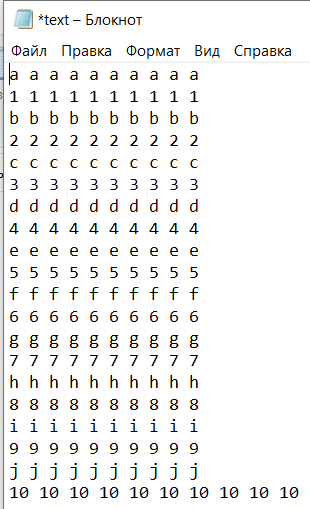 *text – Блокнот
Файл Правка Формат Вид Справка
a a a a a a a a a a
1 1 1 1 1 1 1 1 1 1
b b b b b b b b b b
2 2 2 2 2 2 2 2 2 2
c c c c c c c c c c
3 3 3 3 3 3 3 3 3 3
d d d d d d d d d d
4 4 4 4 4 4 4 4 4 4
e e e e e e e e e e
5 5 5 5 5 5 5 5 5 5
f f f f f f f f f f
6 6 6 6 6 6 6 6 6 6
g g g g g g g g g g
7 7 7 7 7 7 7 7 7 7
h h h h h h h h h h
8 8 8 8 8 8 8 8 8 8
i i i i i i i i i i
9 9 9 9 9 9 9 9 9 9
j j j j j j j j j j
10 10 10 10 10 10 10 10 10 10